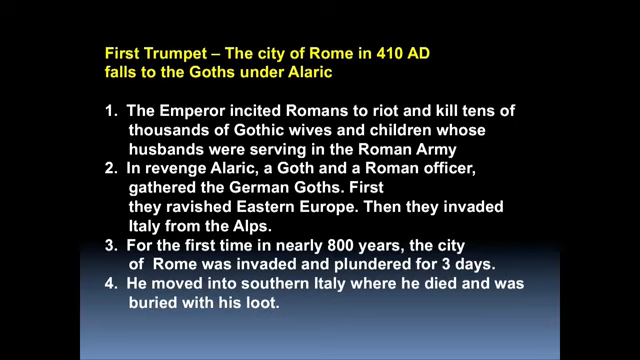 First Trumpet – The city of Rome in 410 AD
falls to the Goths under Alaric
1. The Emperor incited Romans to riot and kill tens of
thousands of Gothic wives and children whose
husbands were serving in the Roman Army
2. In revenge Alaric, a Goth and a Roman officer,
gathered the German Goths. First
they ravished Eastern Europe. Then they invaded
Italy from the Alps.
3. For the first time in nearly 800 years, the city
of Rome was invaded and plundered for 3 days.
4. He moved into southern Italy where he died and was
buried with his loot.